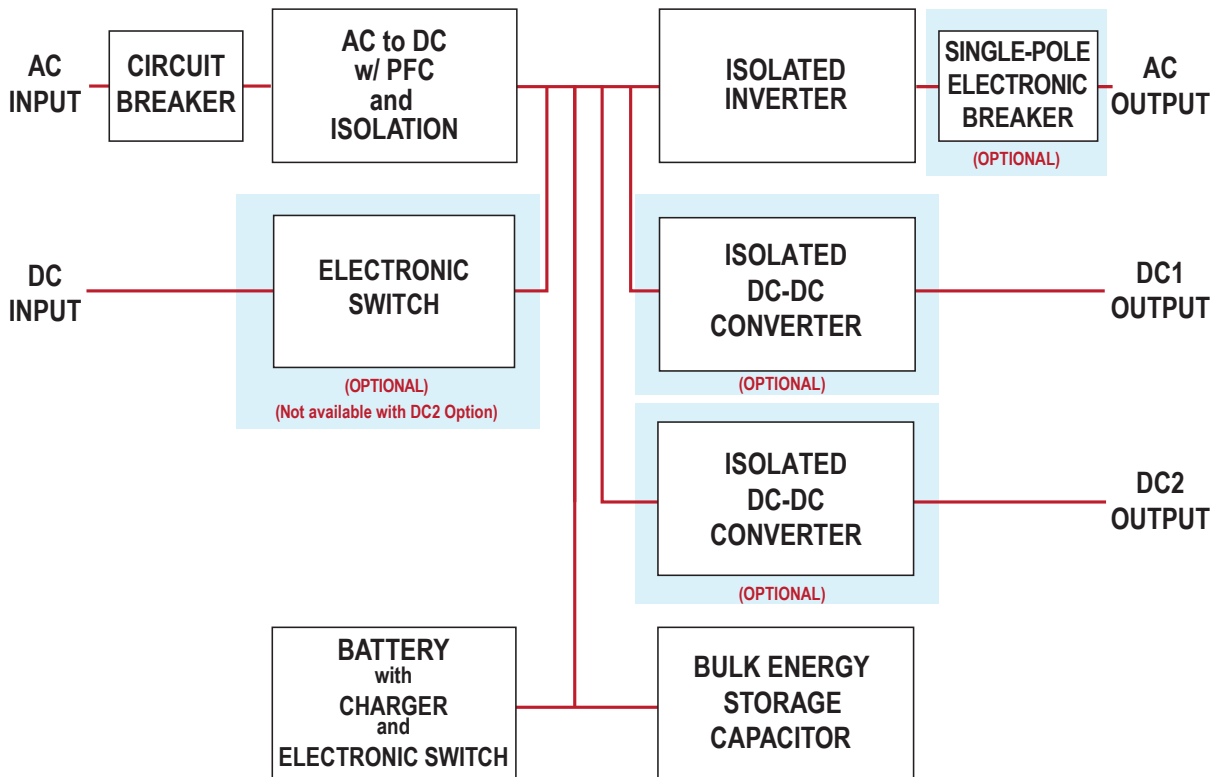 AC
INPUT
CIRCUIT
BREAKER
AC to DC
w/ PFC
and
ISOLATION
ISOLATED
INVERTER
SINGLE-POLE
ELECTRONIC
BREAKER
(OPTIONAL)
AC
OUTPUT
DC
INPUT
ELECTRONIC
SWITCH
(OPTIONAL)
(Not available with DC2 Option)
ISOLATED
DC-DC
CONVERTER
(OPTIONAL)
DC1
OUTPUT
ISOLATED
DC-DC
CONVERTER
(OPTIONAL)
DC2
OUTPUT
BATTERY
with
CHARGER
and
ELECTRONIC SWITCH
BULK ENERGY
STORAGE
CAPACITOR